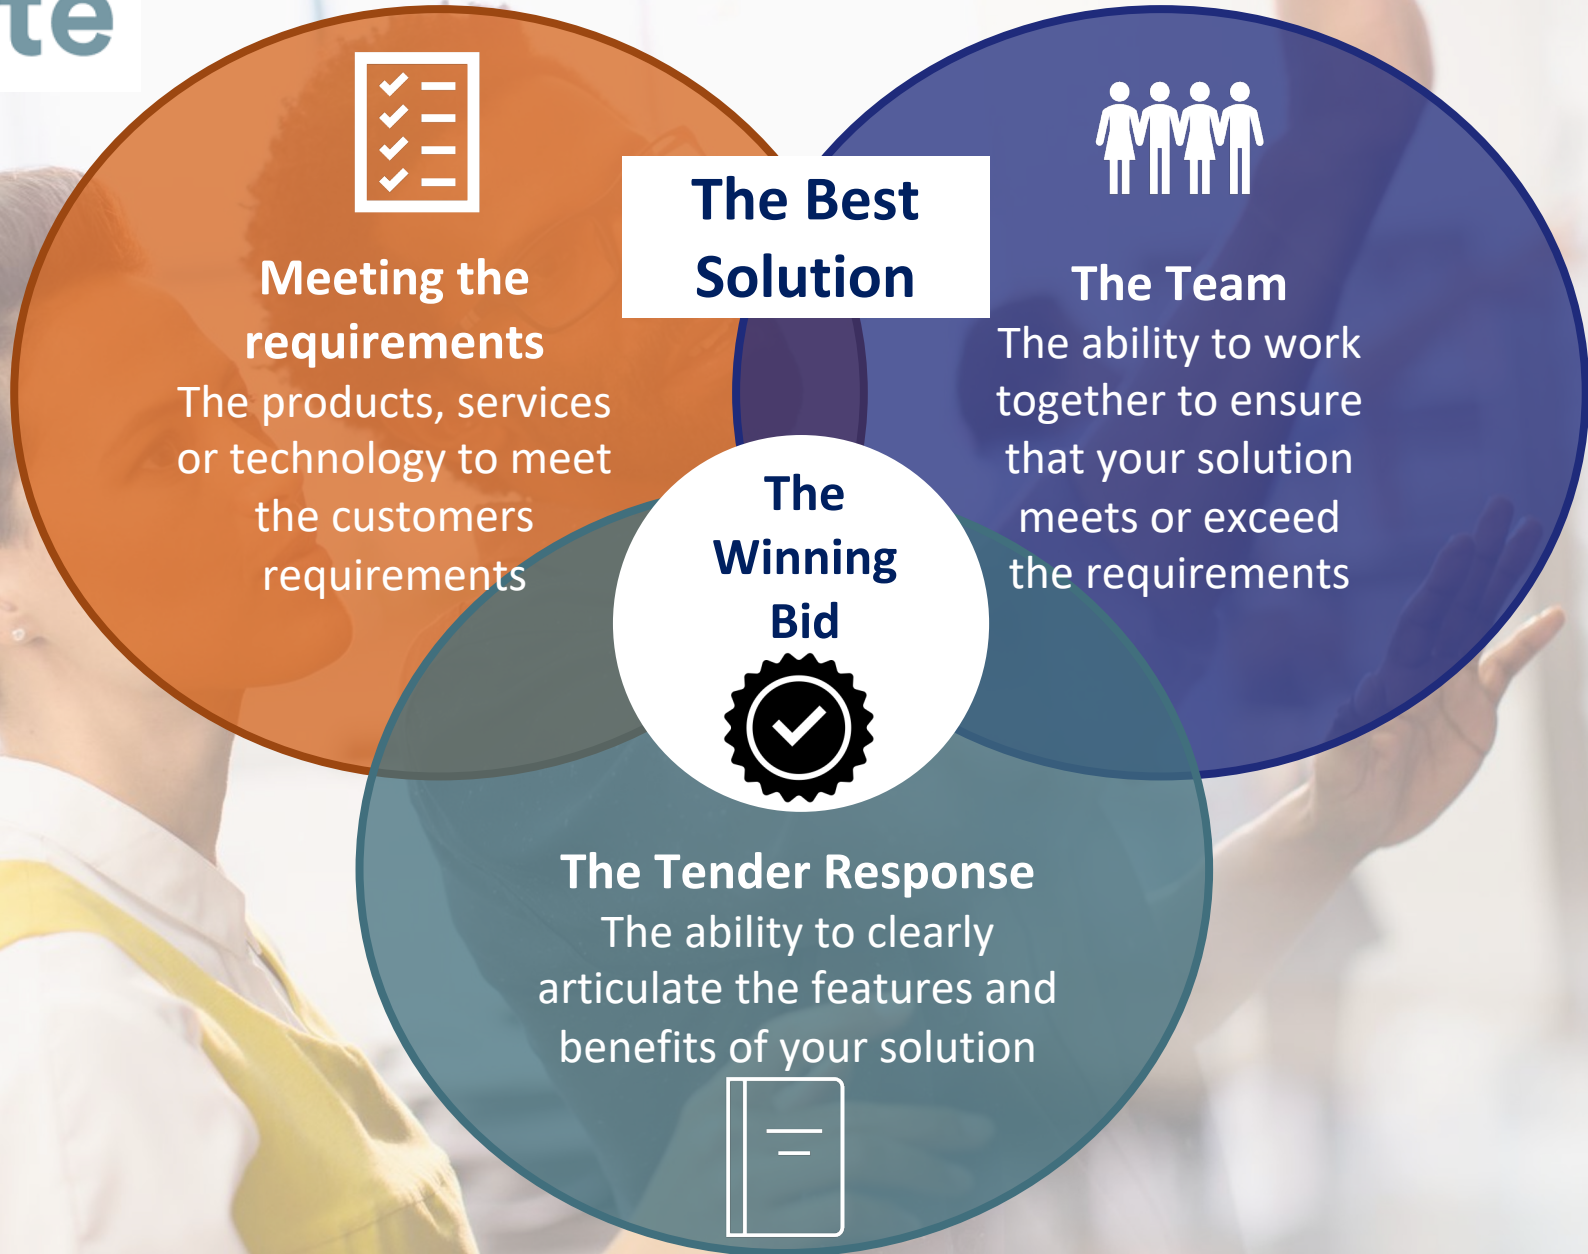 te
Meeting the
requirements
The products, services
or technology to meet
the customers
requirements
The Best
Solution
The Team
The ability to work
together to ensure
that your solution
meets or exceed
the requirements
The
Winning
Bid
The Tender Response
The ability to clearly
articulate the features and
benefits of your solution